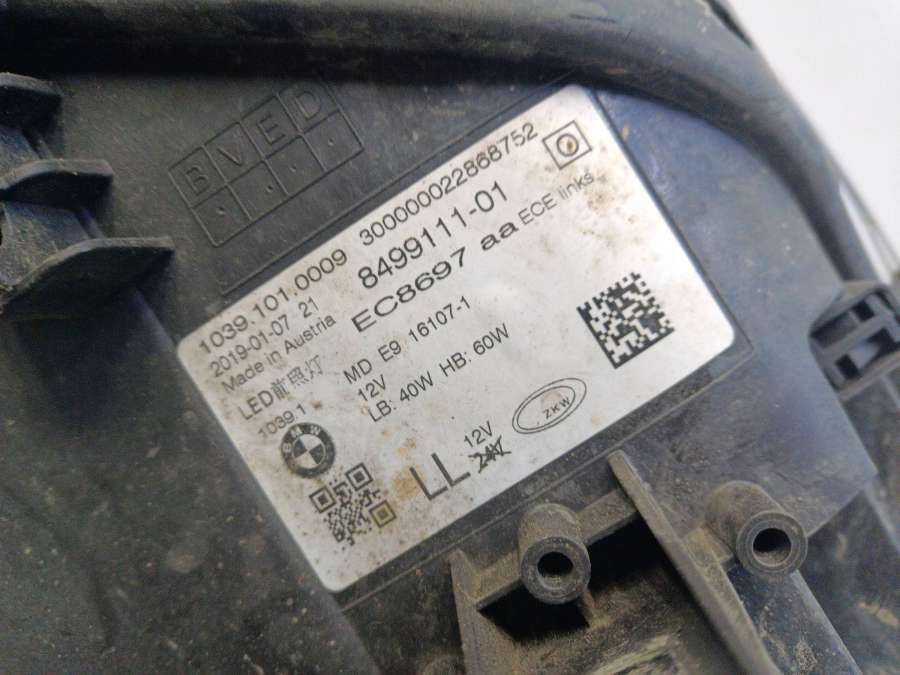 BVED
1039.101.0009 300000022868752
2019-01-07 21 8499111-01
Made in Austria EC8697 aa ECE links
LED前照灯 MD E9 16107-1
12V
1039.1 LB: 40W HB: 60W
BMW
LL 12V
24V
ZKW